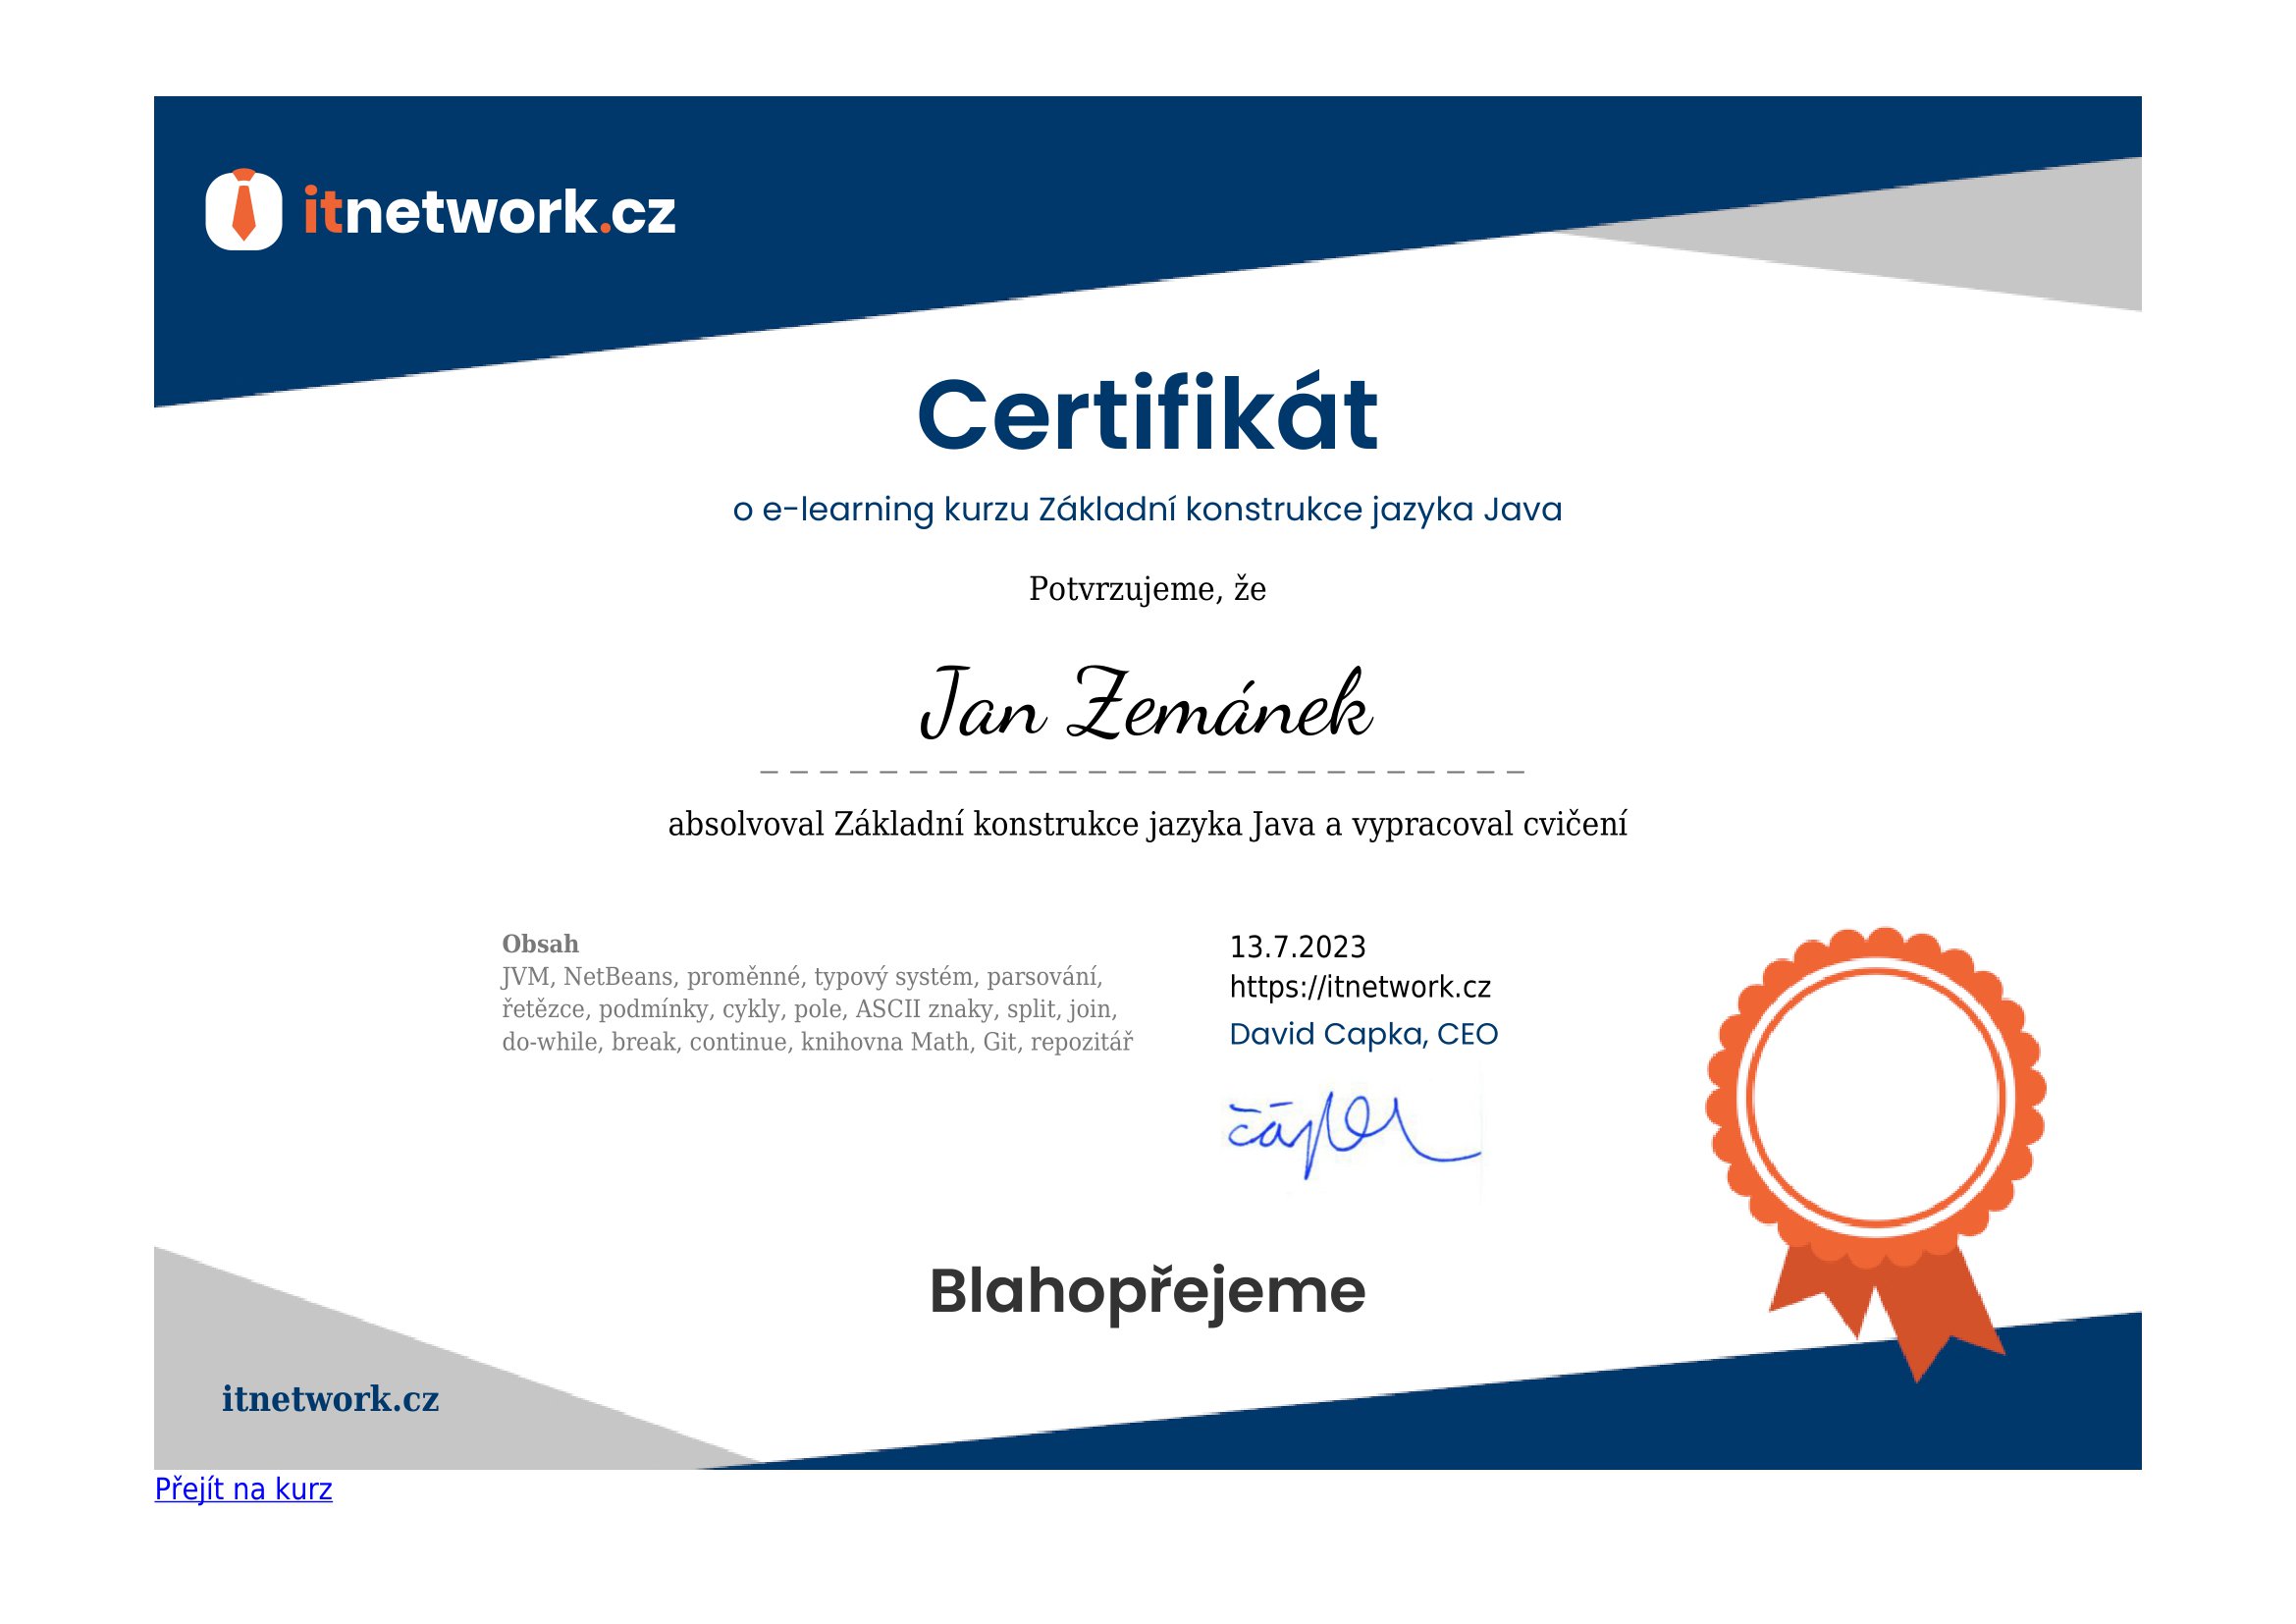 itnetwork.cz
Certifikát
o e-learning kurzu Základní konstrukce jazyka Java
Potvrzujeme, že
Jan Zemánek
absolvoval Základní konstrukce jazyka Java a vypracoval cvičení
Obsah
JVM, NetBeans, proměnné, typový systém, parsování,
řetězce, podmínky, cykly, pole, ASCII znaky, split, join,
do-while, break, continue, knihovna Math, Git, repozitář
13.7.2023
https://itnetwork.cz
David Capka, CEO
Blahopřejeme
itnetwork.cz
Přejít na kurz